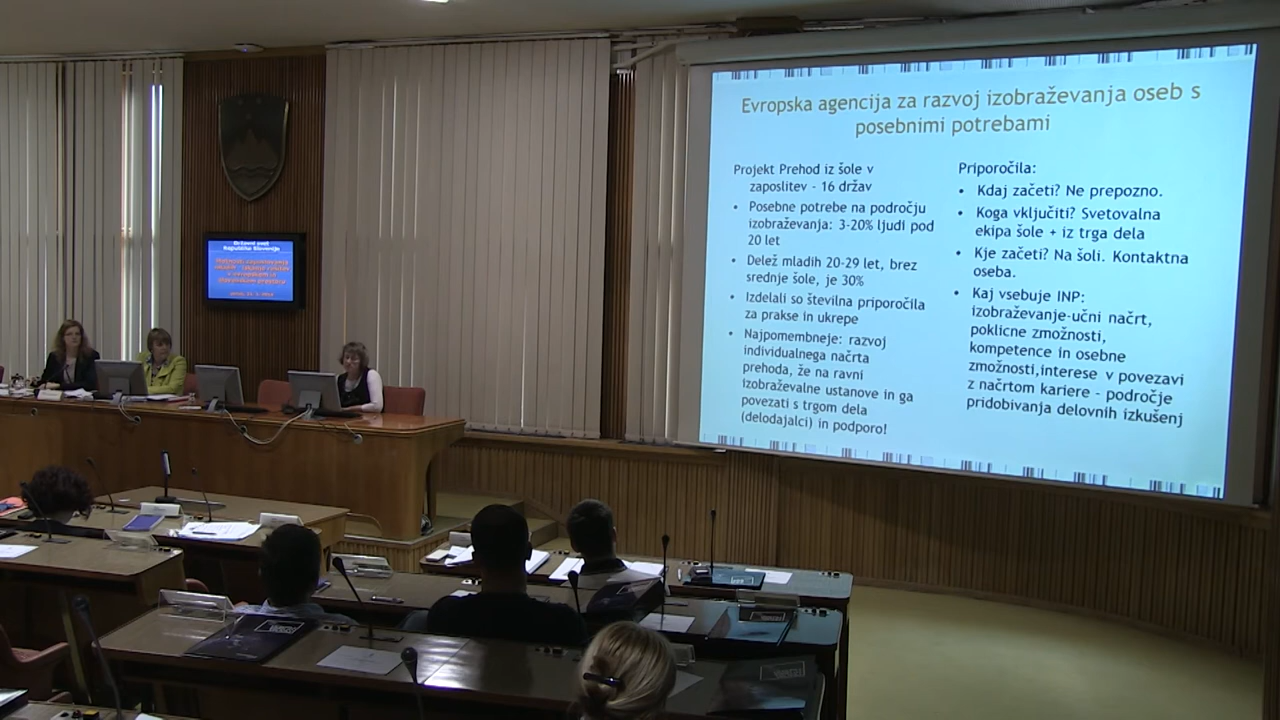 Evropska agencija za razvoj izobraževanja oseb s
posebnimi potrebami
Projekt Prehod iz šole v
zaposlitev - 16 držav
• Posebne potrebe na področju
izobraževanja: 3-20% ljudi pod
20 let
• Delež mladih 20-29 let, brez
srednje šole, je 30%
• Izdelali so številna priporočila
za prakse in ukrepe
• Najpomembneje: razvoj
individualnega načrta
prehoda, že na ravni
izobraževalne ustanove in ga
povezati s trgom dela
(delodajalci) in podporo!
Priporočila:
• Kdaj začeti? Ne prepozno.
• Koga vključiti? Svetovalna
ekipa šole + iz trga dela
• Kje začeti? Na šoli. Kontaktna
oseba.
• Kaj vsebuje INP:
izobraževanje-učni načrt,
poklicne zmožnosti,
kompetence in osebne
zmožnosti,interese v povezavi
z načrtom kariere - področje
pridobivanja delovnih izkušenj
Državni svet
Republike Slovenije